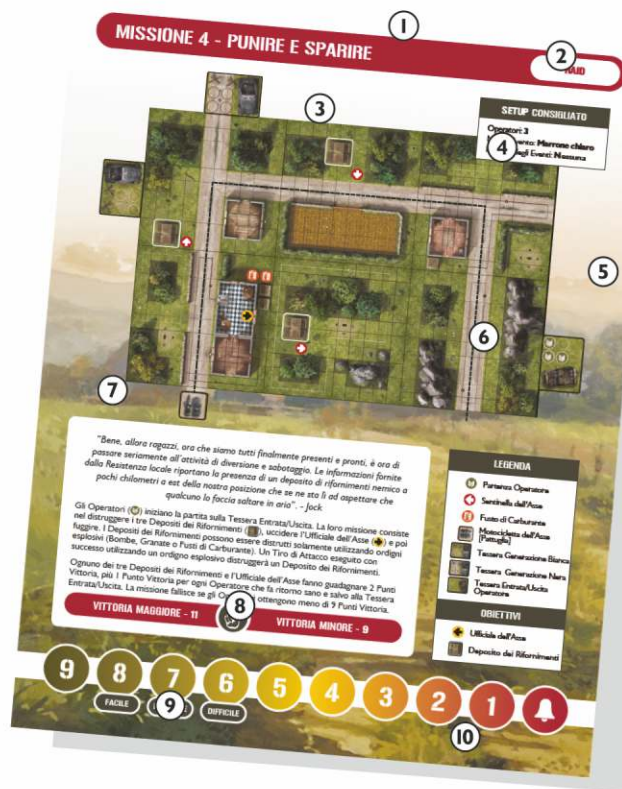 1
MISSIONE 4 - PUNIRE E SPARIRE
2
RAID
3
SETUP CONSIGLIATO
Operatori: 3
4
Marrone chiaro
Eventi: Nessuna
5
6
7
"Bene, allora ragazzi, ora che siamo tutti finalmente presenti e pronti, è ora di
passare seriamente all'attività di diversione e sabotaggio. Le informazioni fornite
dalla Resistenza locale riportano la presenza di un deposito di rifornimenti nemico a
pochi chilometri a est della nostra posizione che se ne sta lì ad aspettare che
qualcuno lo faccia saltare in aria". - Jock
Gli Operatori (M) iniziano la partita sulla Tessera Entrata/Uscita. La loro missione consiste
nel distruggere i tre Depositi dei Rifornimenti ( ), uccidere l'Ufficiale dell'Asse ( ) e poi
fuggire. I Depositi dei Rifornimenti possono essere distrutti solamente utilizzando ordigni
esplosivi (Bombe, Granate o Fusti di Carburante). Un Tiro di Attacco eseguito con
successo utilizzando un ordigno esplosivo distruggerà un Deposito dei Rifornimenti.
Ognuno dei tre Depositi dei Rifornimenti e l'Ufficiale dell'Asse fanno guadagnare 2 Punti
Vittoria, più 1 Punto Vittoria per ogni Operatore che fa ritorno sano e salvo alla Tessera
Entrata/Uscita. La missione fallisce se gli ottengono meno di 9 Punti Vittoria.
8
VITTORIA MAGGIORE - 11
VITTORIA MINORE - 9
LEGENDA
Partenza Operatore
Sentinella dell'Asse
Fusto di Carburante
Motocicletta dell'Asse
[Pattuglia]
Tessera Generazione Bianca
Tessera Generazione Nera
Tessera Entrata/Uscita
Operatore
OBIETTIVI
Ufficiale dell'Asse
Deposito dei Rifornimenti
9 8 7 6 5 4 3 2 1
FACILE
9
DIFFICILE
10